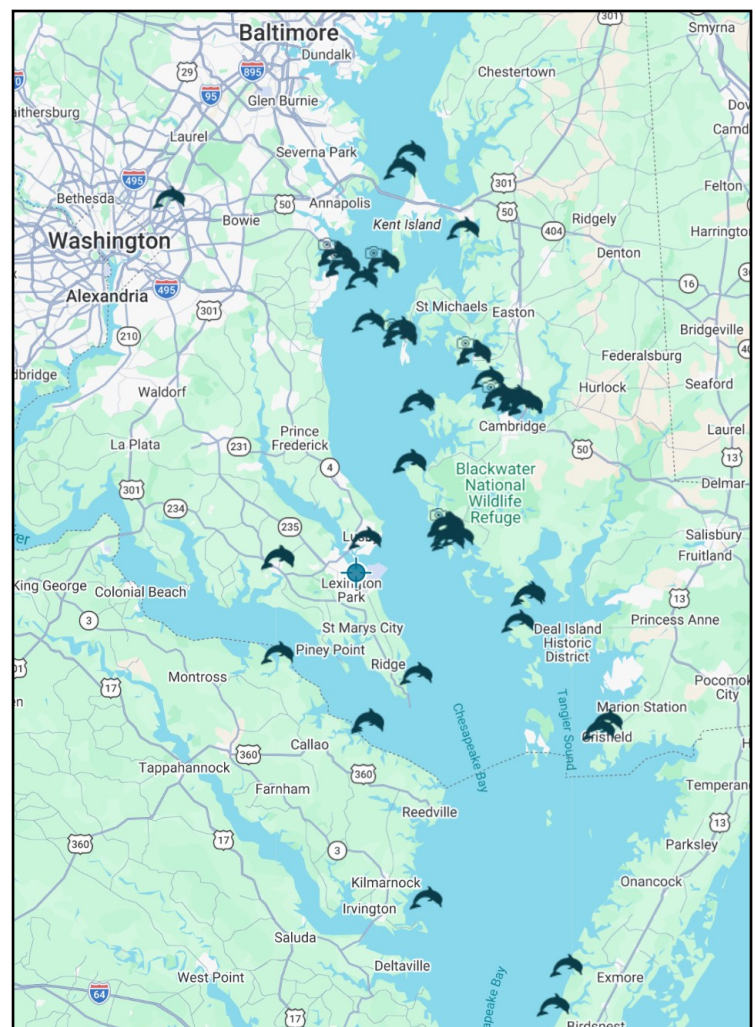 Baltimore
301
Smyrna
Dundalk
29
895
Chestertown
95
Glen Burnie
Laurel
Severna Park
495
301
Bethesda
50
Annapolis
50
Felton
Bowie
Kent Island
Ridgely
404
Harringto
Washington
Denton
Alexandria
495
301
16
St Michaels
Easton
210
Bridgeville
Federalsburg
dbridge
Waldorf
Hurlock
Seaford
Prince
Frederick
Cambridge
Laurel
La Plata
231
50
13
4
Blackwater
National
Wildlife
Refuge
Delmar
301
234
235
Salisbury
Fruitland
King George
Colonial Beach
Lexington
Park
13
3
St Marys City
Deal Island
Historic
District
Princess Anne
Piney Point
Ridge
Montross
17
Pocomok
City
Marion Station
Tangier Sound
Chesapeake Bay
Crisfield
Callao
360
Tappahannock
360
Farnham
Temperan
Reedville
13
360
17
3
Parksley
Kilmarnock
Onancock
Irvington
Saluda
Deltaville
West Point
Exmore
64
apeake Bay
17
Birdsnest